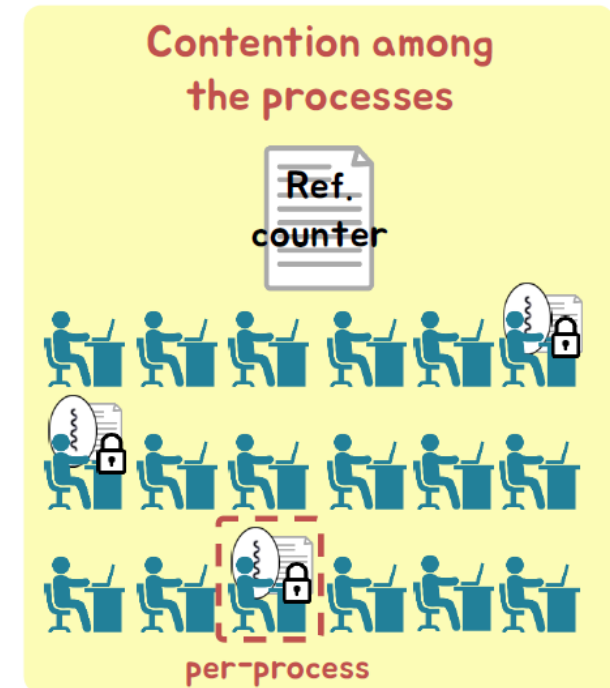 Contention among
the processes
Ref.
counter
per-process